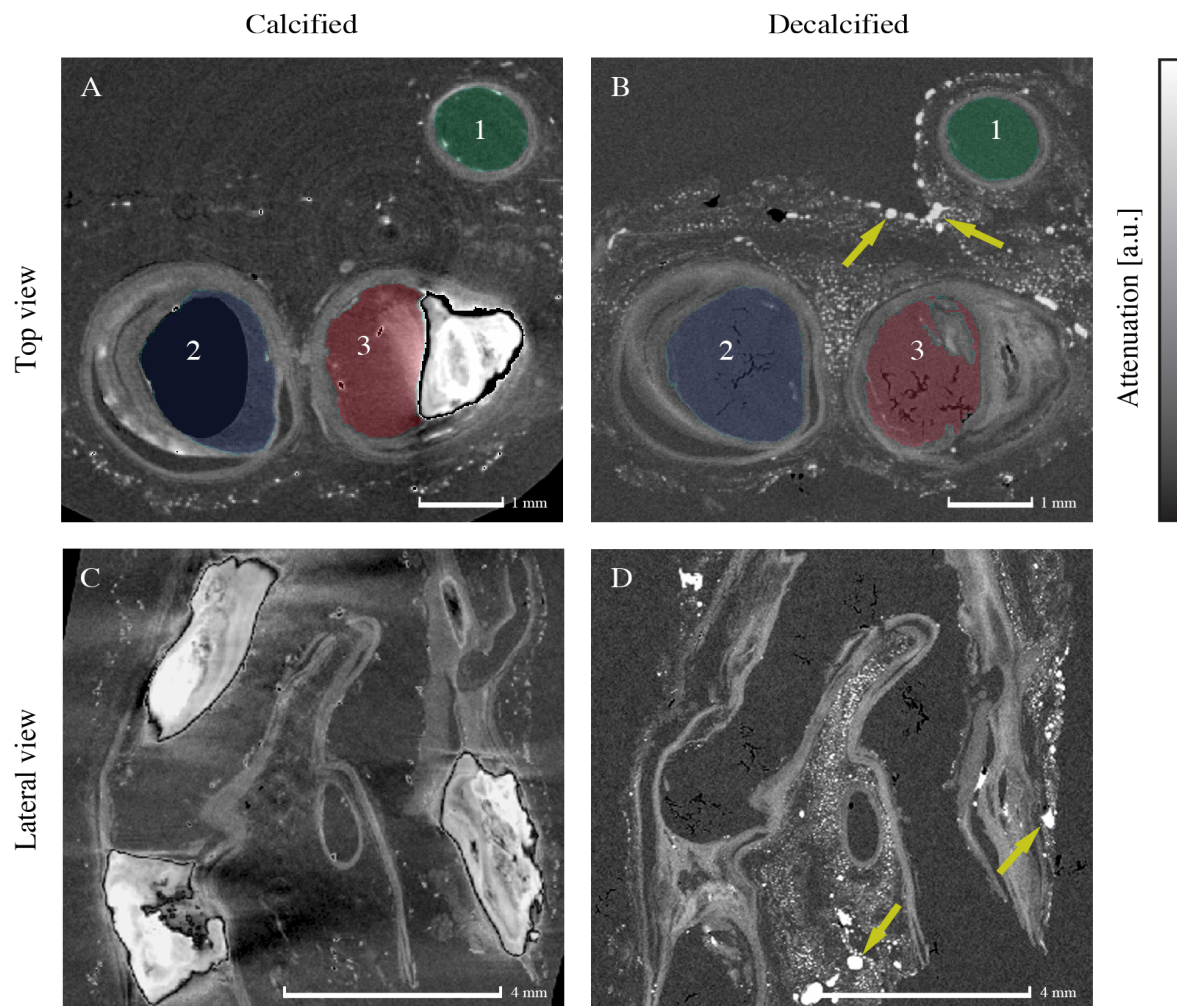 Calcified
Decalcified
A
1
2
3
1 mm
B
1
2
3
1 mm
Top view
Attenuation [a.u.]
C
4 mm
D
4 mm
Lateral view